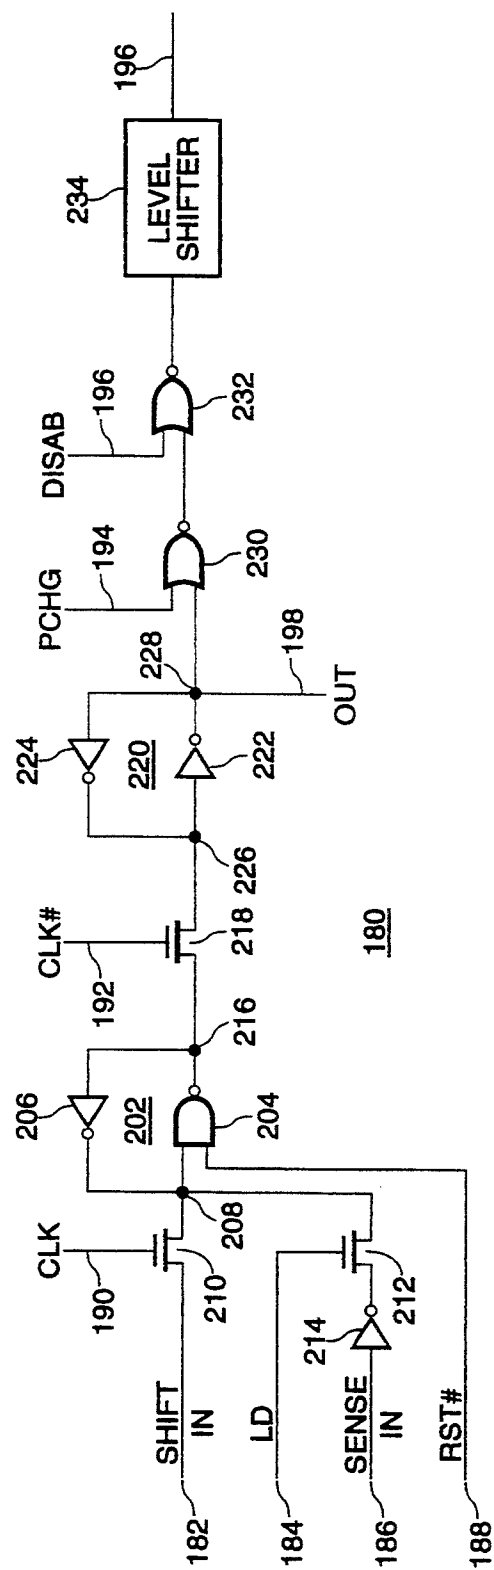 196
234
LEVEL
SHIFTER
DISAB
196
232
PCHG
194
230
228
198
OUT
224
220
222
226
CLK#
192
218
180
216
206
202
204
208
CLK
190
210
212
214
SHIFT
IN
LD
SENSE
IN
RST#
182
184
186
188